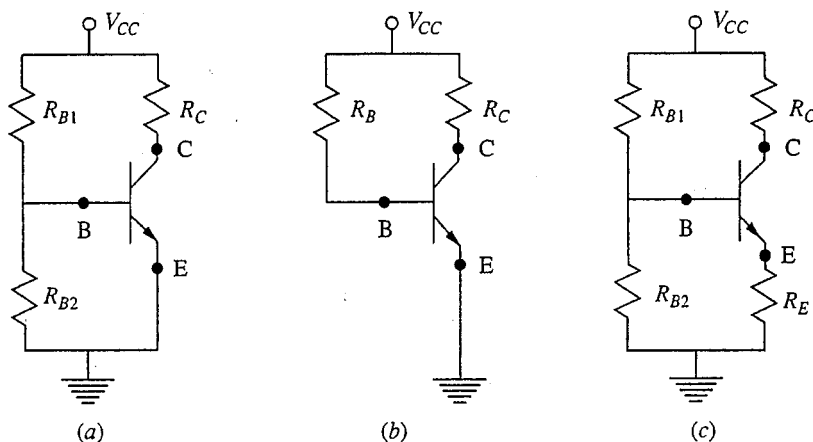 V_CC V_CC V_CC
R_B1 R_C R_B R_C R_B1 R_C
C C C
B B B
E E E
R_B2 R_B2 R_E
(a) (b) (c)